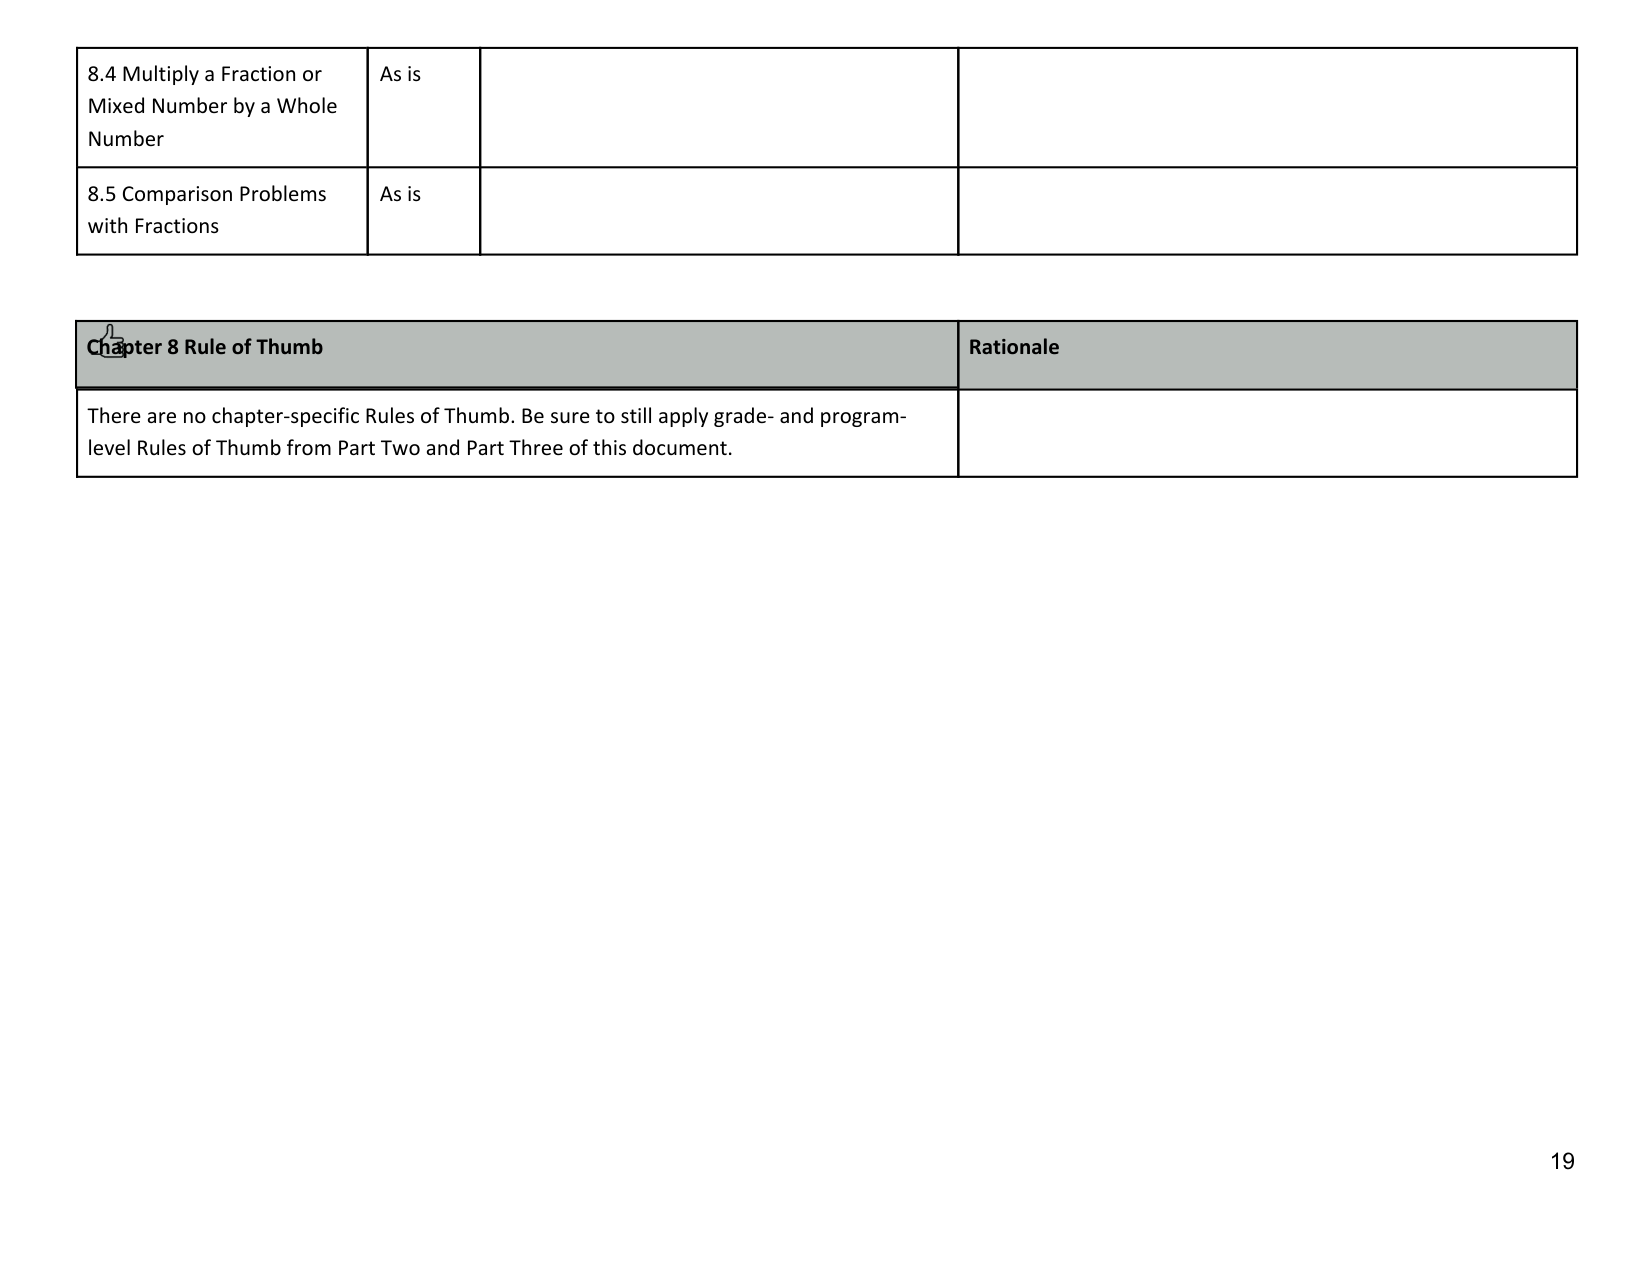 8.4 Multiply a Fraction or
Mixed Number by a Whole
Number
As is
8.5 Comparison Problems
with Fractions
As is
Chapter 8 Rule of Thumb
Rationale
There are no chapter-specific Rules of Thumb. Be sure to still apply grade- and program-
level Rules of Thumb from Part Two and Part Three of this document.
19